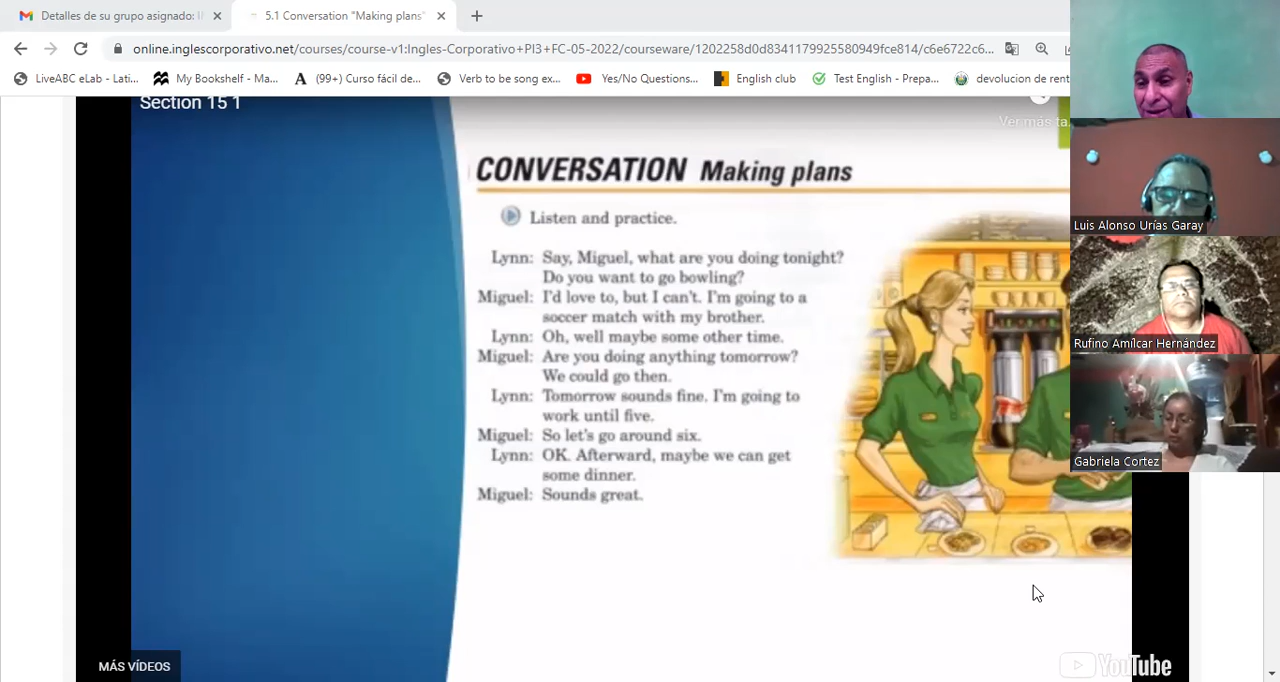 Detalles de su grupo asignado: I
5.1 Conversation "Making plans"
online.inglescorporativo.net/courses/course-v1:Ingles-Corporativo+PI3+FC-05-2022/courseware/1202258d0d8341179925580949fce814/c6e6722c6...
LiveABC eLab - Lati...
My Bookshelf - Ma...
(99+) Curso fácil de...
Verb to be song ex...
Yes/No Questions...
English club
Test English - Prepa...
devolucion de rent
Section 15 1
Ver más ta
CONVERSATION Making plans
Listen and practice.
Lynn: Say, Miguel, what are you doing tonight?
Do you want to go bowling?
Miguel: I'd love to, but I can't. I'm going to a
soccer match with my brother.
Lynn: Oh, well maybe some other time.
Miguel: Are you doing anything tomorrow?
We could go then.
Lynn: Tomorrow sounds fine. I'm going to
work until five.
Miguel: So let's go around six.
Lynn: OK. Afterward, maybe we can get
some dinner.
Miguel: Sounds great.
Luis Alonso Urías Garay
Rufino Amílcar Hernández
Gabriela Cortez
MÁS VÍDEOS
YouTube